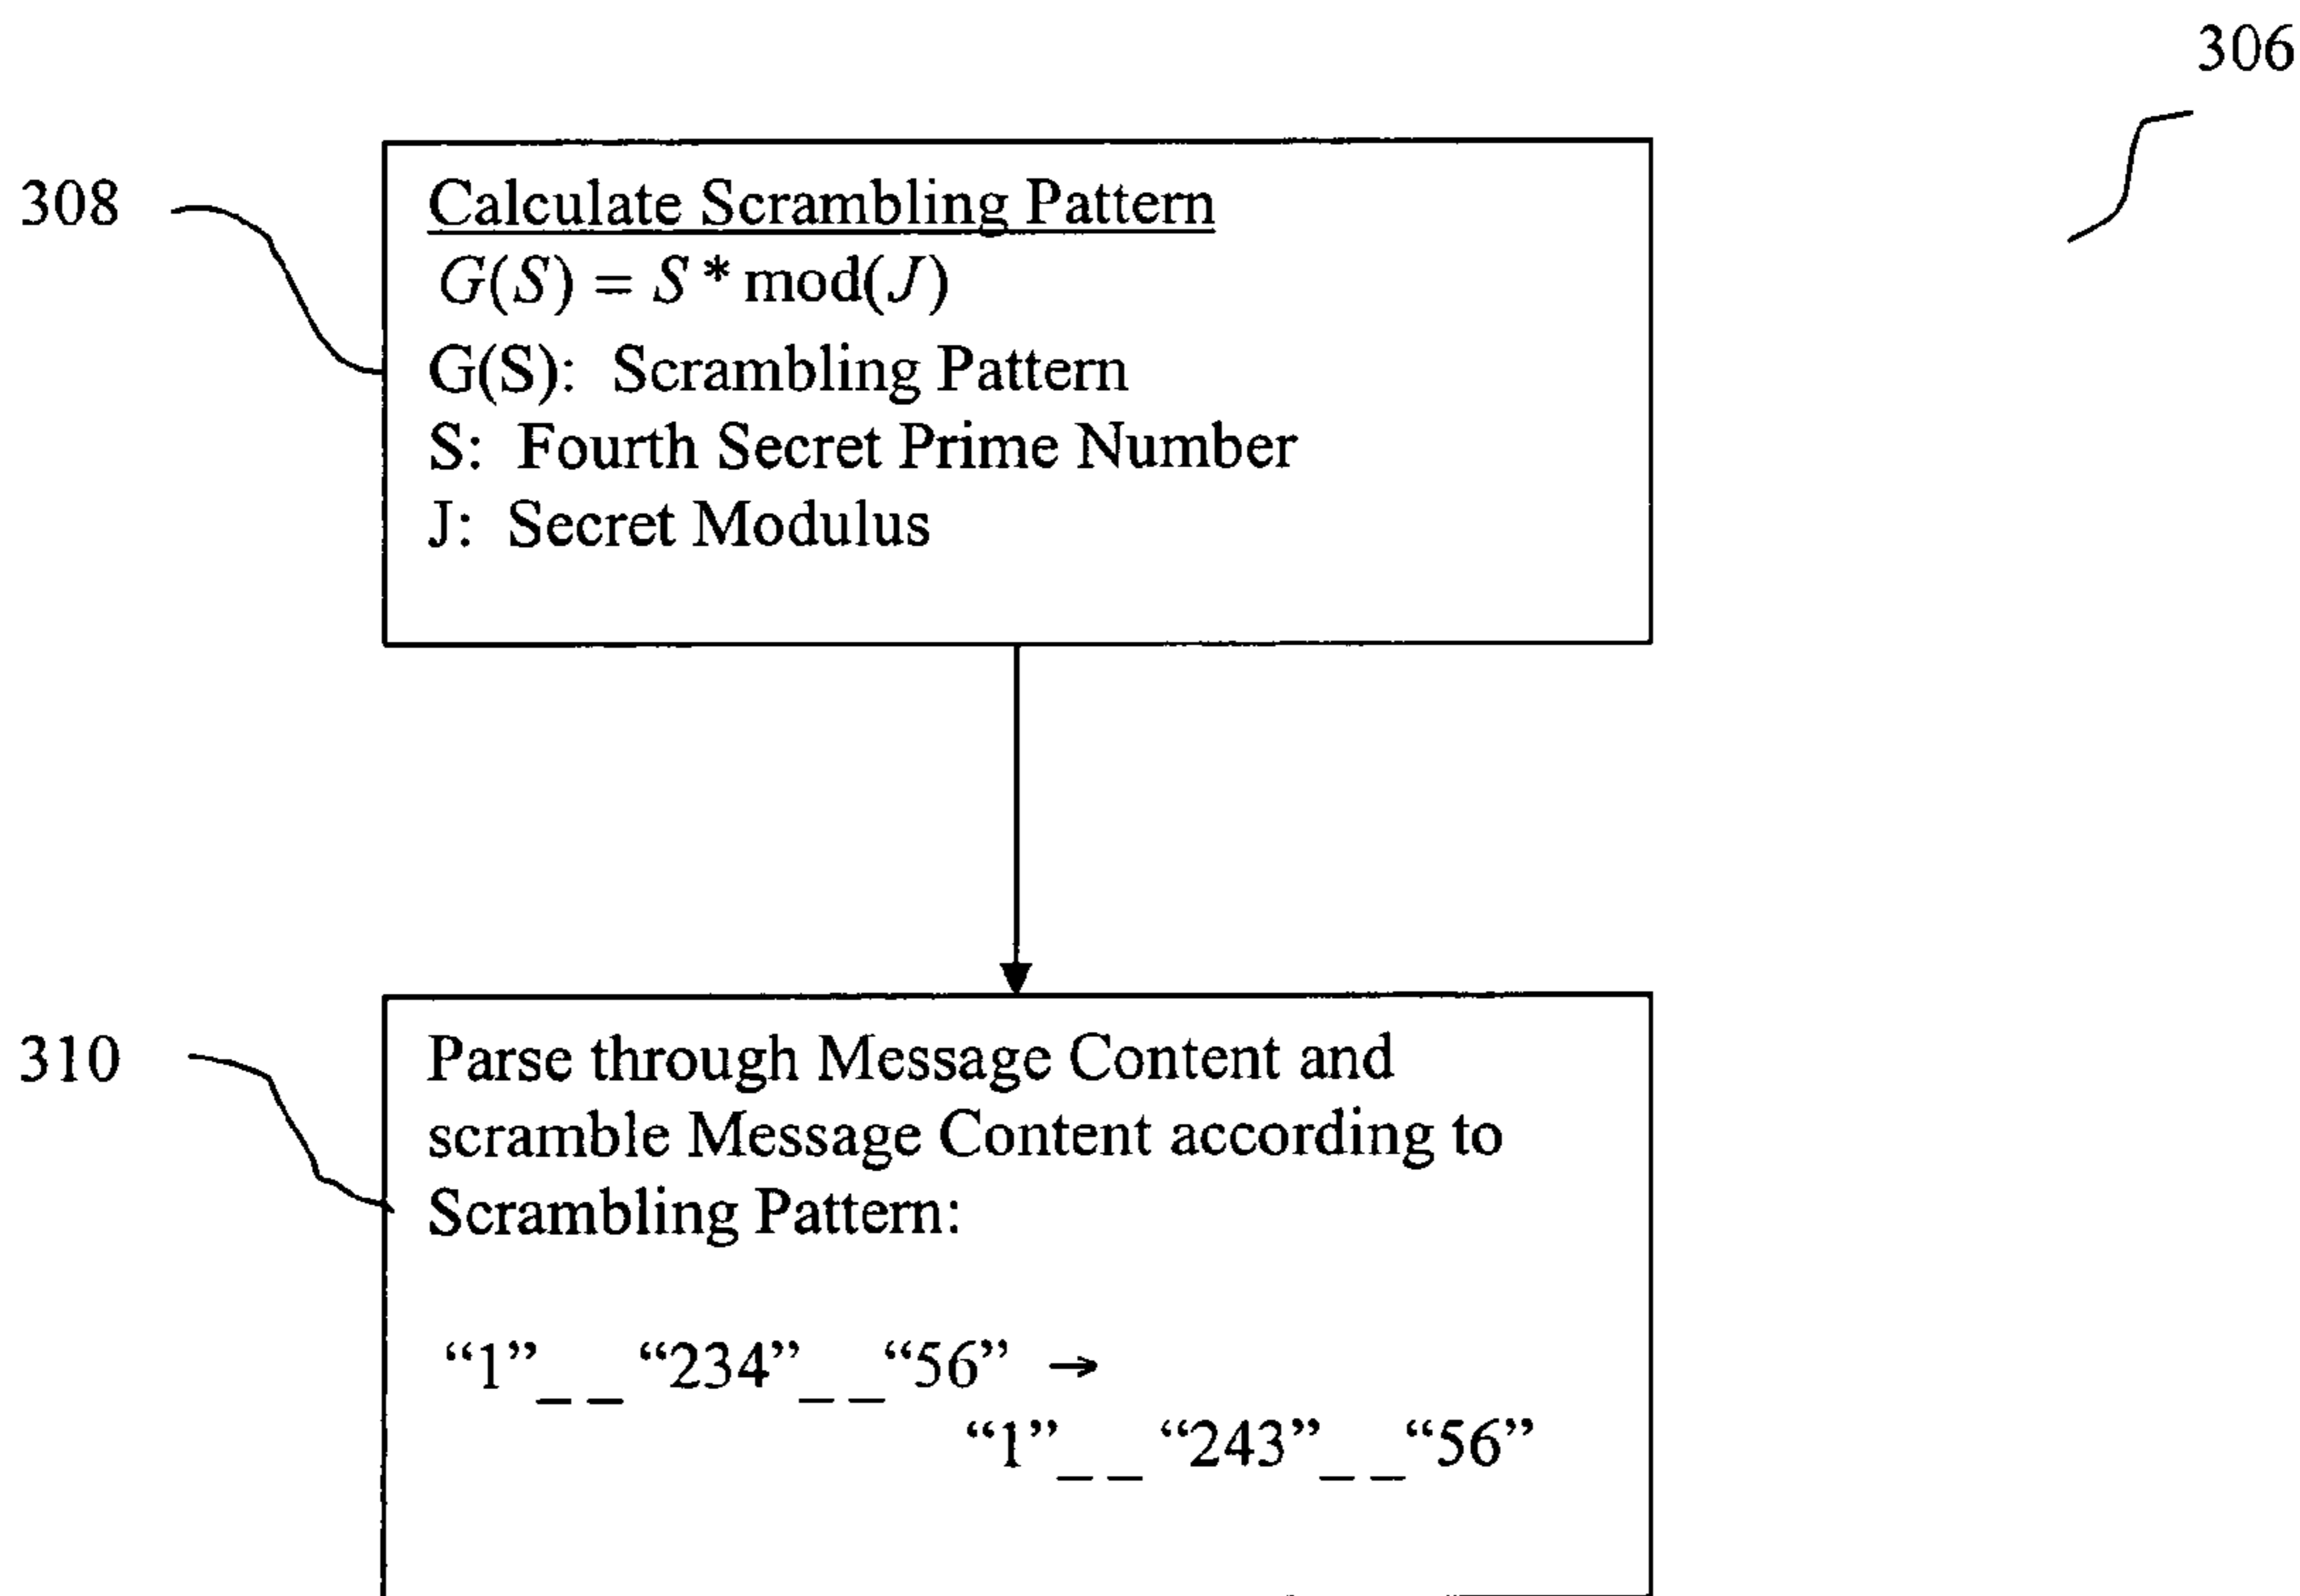 306
308
Calculate Scrambling Pattern
G(S) = S * mod(J)
G(S): Scrambling Pattern
S: Fourth Secret Prime Number
J: Secret Modulus
310
Parse through Message Content and
scramble Message Content according to
Scrambling Pattern:
“1”_ _ “234”_ _“56” →
“1”_ _ “243”_ _“56”